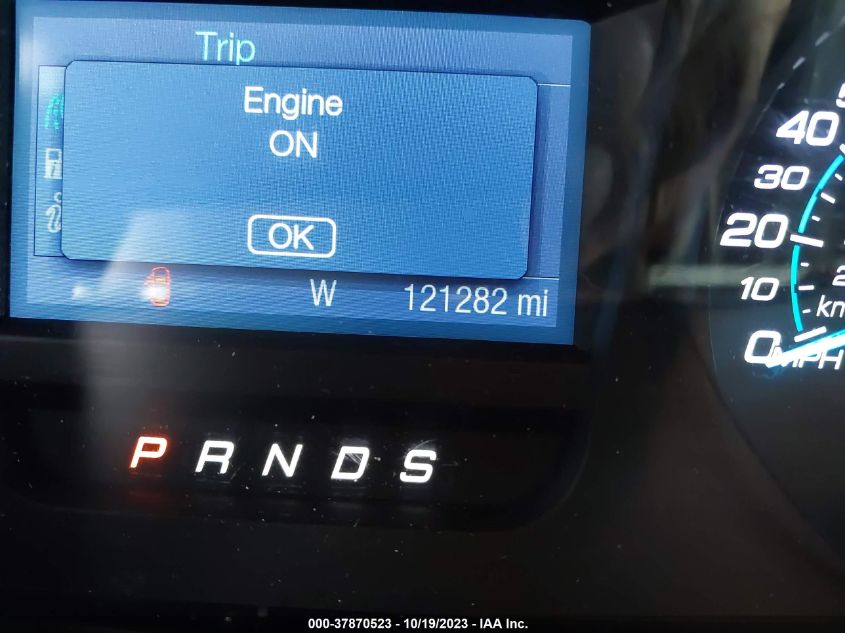 Trip
Engine
ON
OK
W 121282 mi
P R N D S
40
30
20
10
0 MPH
000-37870523 - 10/19/2023 - IAA Inc.